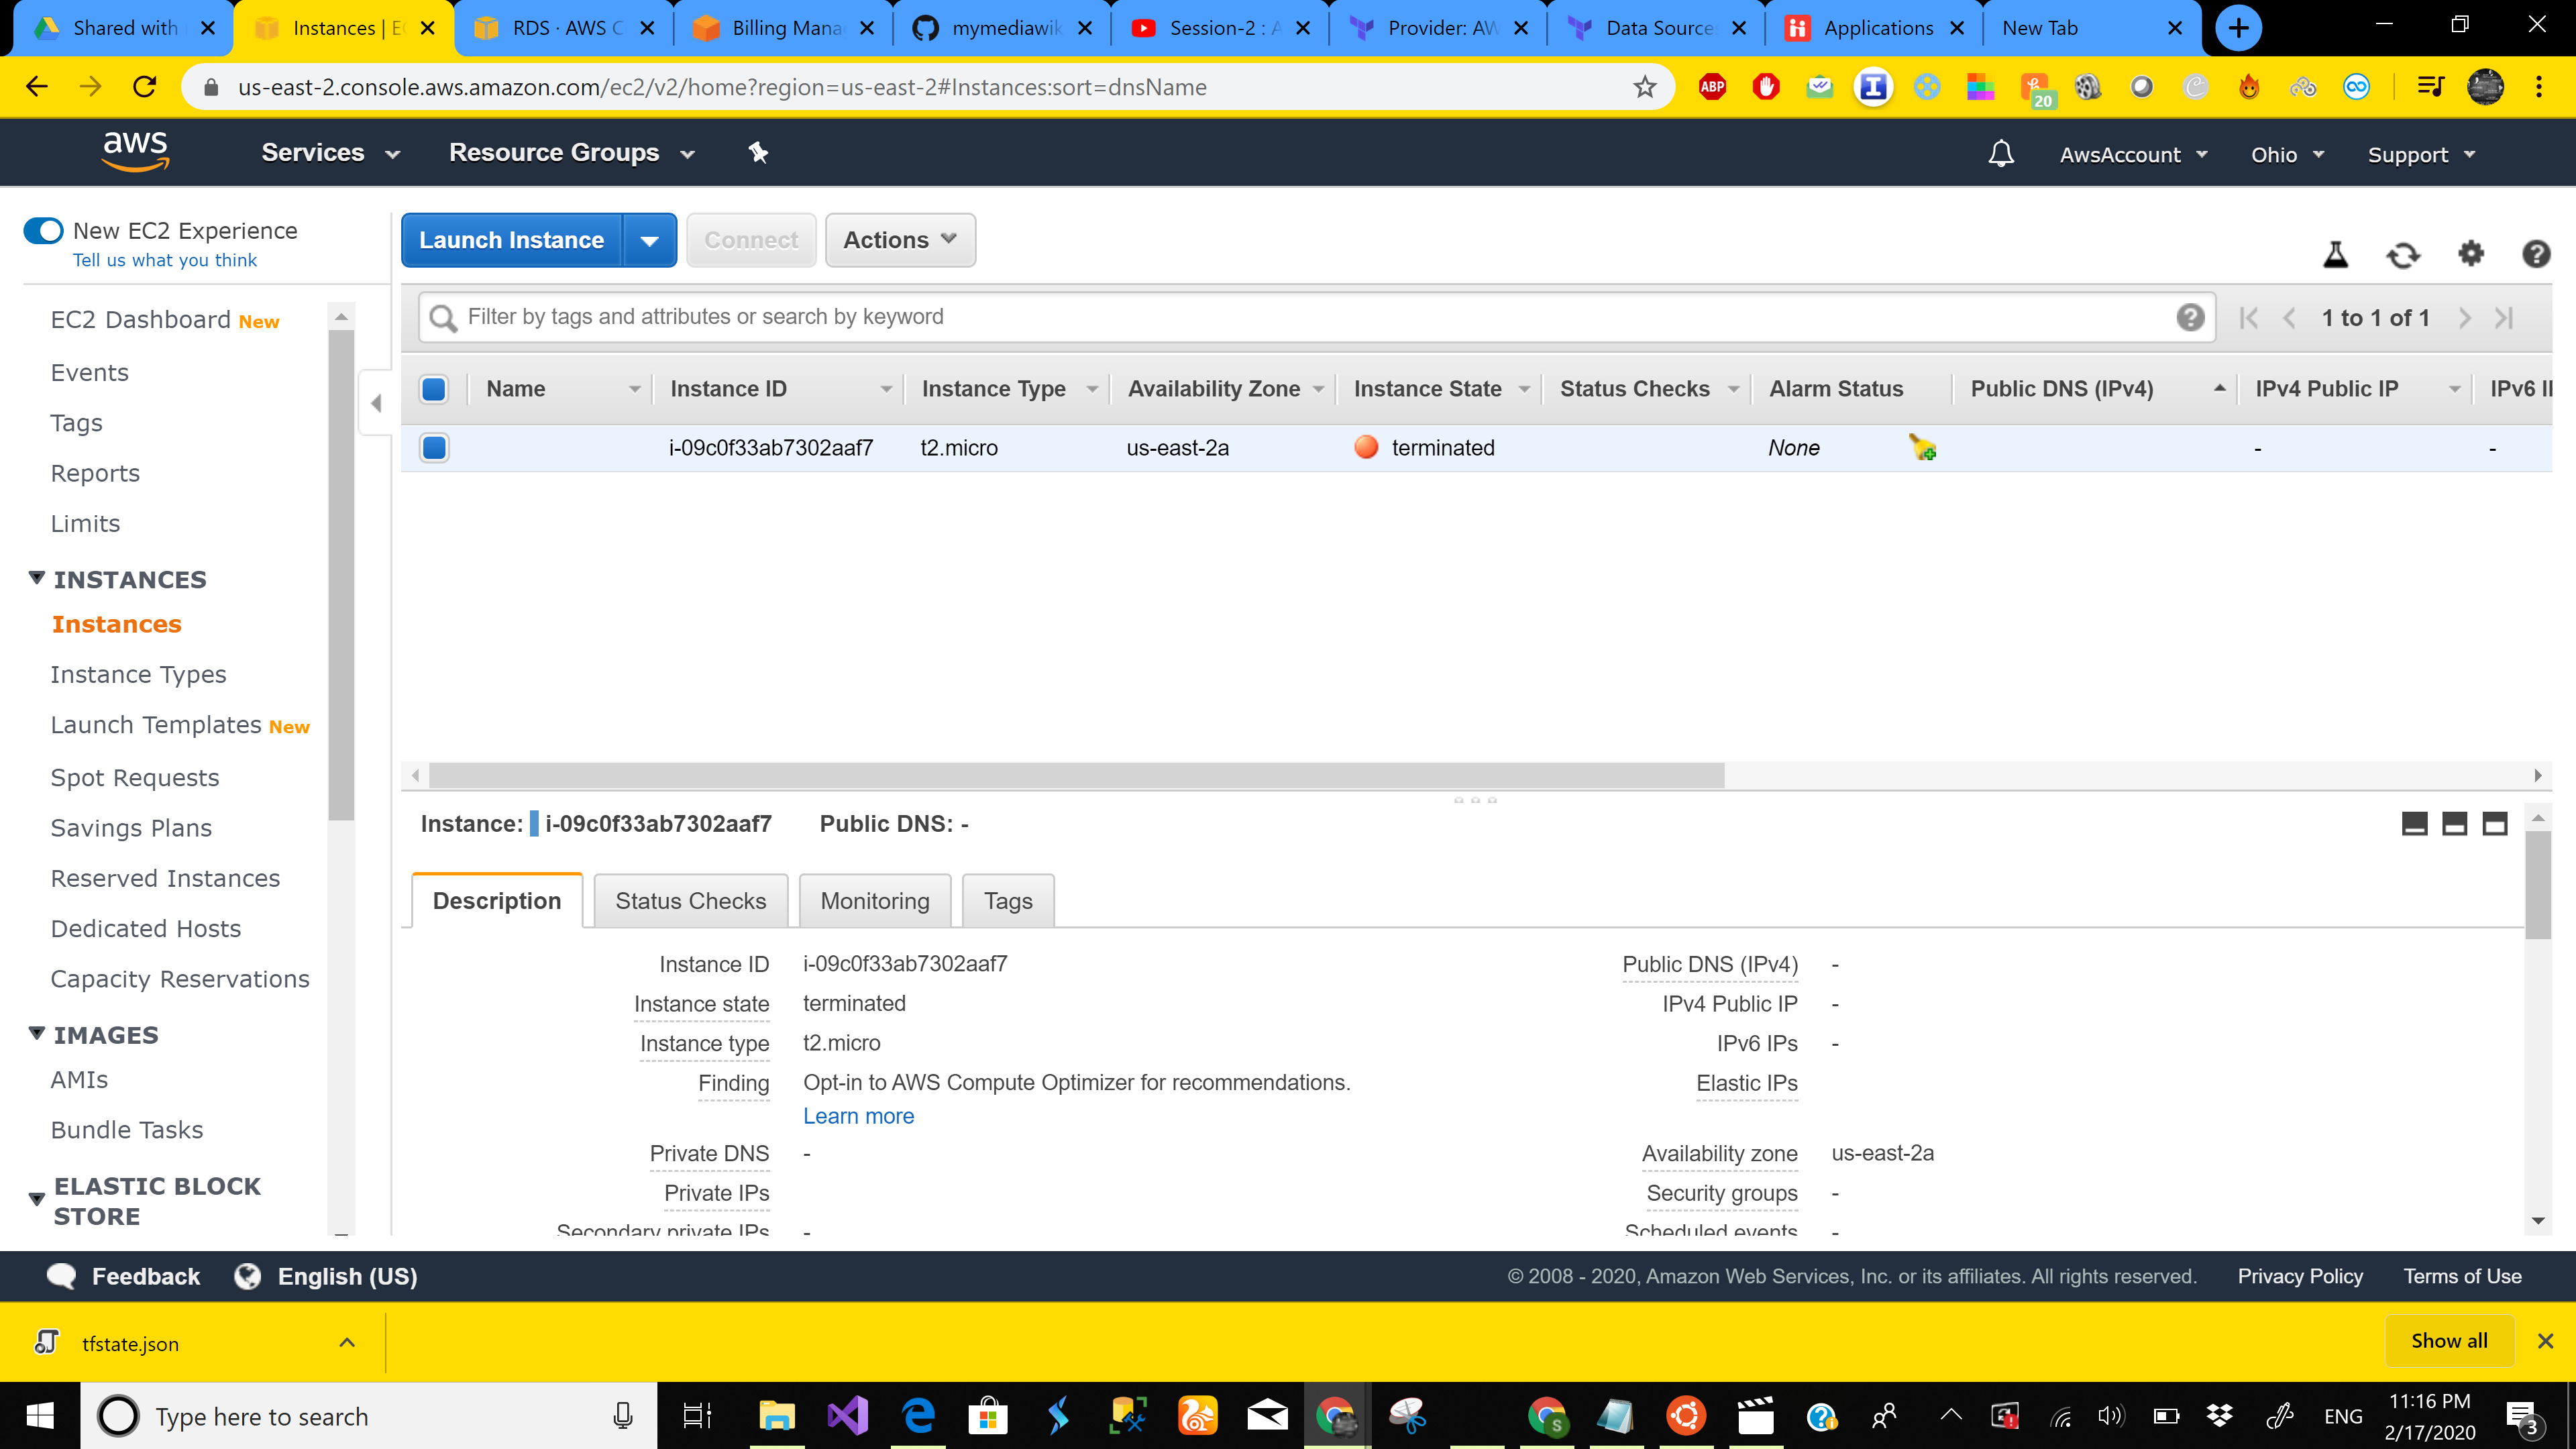 Shared with
Instances | EC
RDS · AWS C
Billing Mana
mymediawik
Session-2 : A
Provider: AW
Data Source
Applications
New Tab
us-east-2.console.aws.amazon.com/ec2/v2/home?region=us-east-2#Instances:sort=dnsName
ABP
20
aws
Services
Resource Groups
AwsAccount
Ohio
Support
New EC2 Experience
Tell us what you think
Launch Instance
Connect
Actions
EC2 Dashboard New
Events
Tags
Reports
Limits
INSTANCES
Instances
Instance Types
Launch Templates New
Spot Requests
Savings Plans
Reserved Instances
Dedicated Hosts
Capacity Reservations
IMAGES
AMIs
Bundle Tasks
ELASTIC BLOCK
STORE
Filter by tags and attributes or search by keyword
1 to 1 of 1
Name Instance ID Instance Type Availability Zone Instance State Status Checks Alarm Status Public DNS (IPv4) IPv4 Public IP IPv6 I
i-09c0f33ab7302aaf7 t2.micro us-east-2a terminated None - -
Instance: i-09c0f33ab7302aaf7 Public DNS: -
Description
Status Checks
Monitoring
Tags
Instance ID i-09c0f33ab7302aaf7
Instance state terminated
Instance type t2.micro
Finding Opt-in to AWS Compute Optimizer for recommendations.
Learn more
Private DNS -
Private IPs
Secondary private IPs -
Public DNS (IPv4) -
IPv4 Public IP -
IPv6 IPs -
Elastic IPs
Availability zone us-east-2a
Security groups -
Scheduled events -
Feedback
English (US)
© 2008 - 2020, Amazon Web Services, Inc. or its affiliates. All rights reserved.
Privacy Policy
Terms of Use
tfstate.json
Show all
Type here to search
ENG
11:16 PM
2/17/2020
3